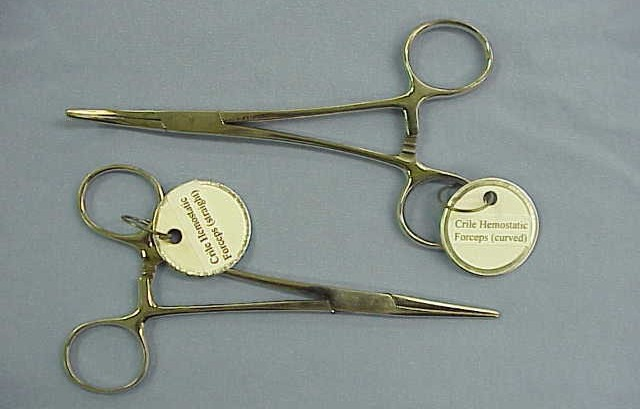 Crile Hemostatic
Forceps (curved)
Crile Hemostatic
Forceps (straight)